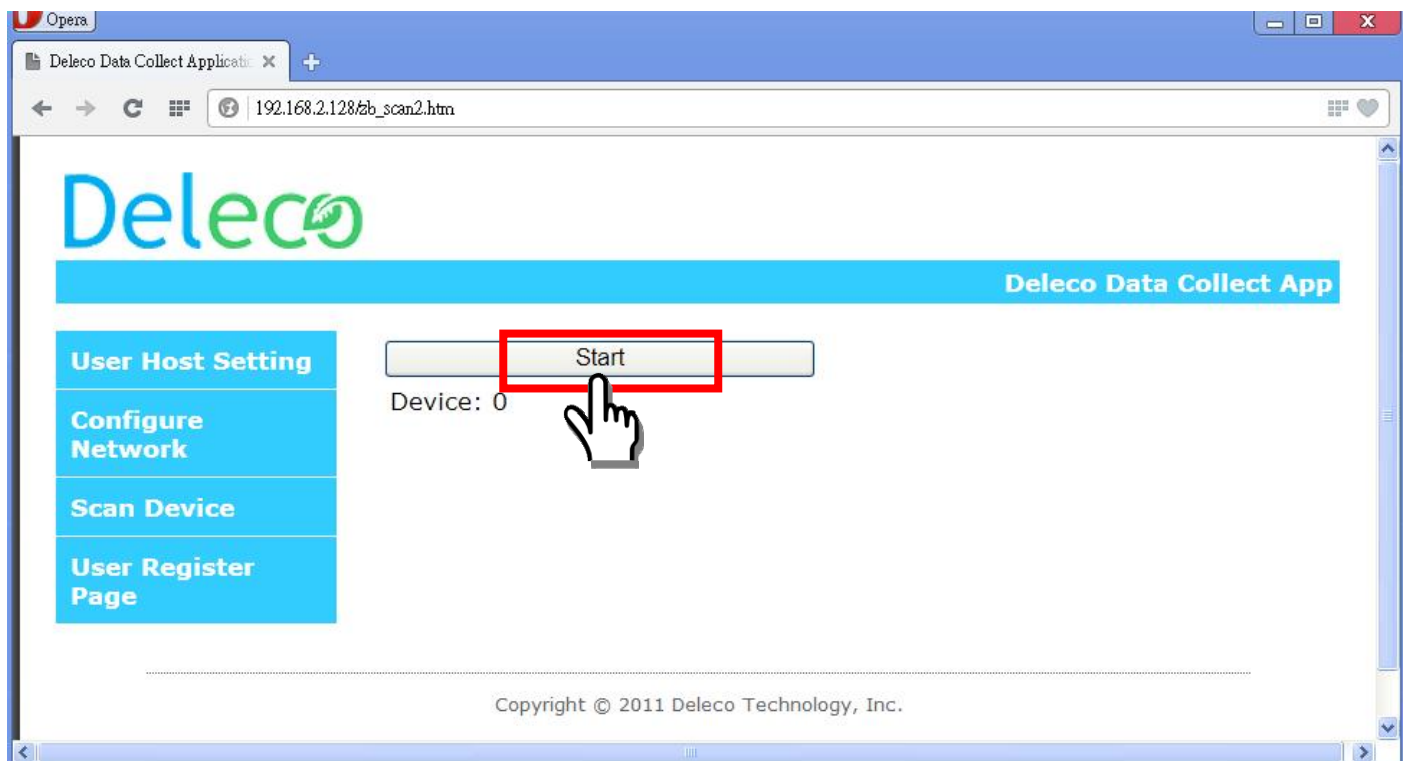 Opera
Deleco Data Collect Applicatio
192.168.2.128/zb_scan2.htm
Deleco
Deleco Data Collect App
User Host Setting
Configure
Network
Scan Device
User Register
Page
Start
Device: 0
Copyright © 2011 Deleco Technology, Inc.